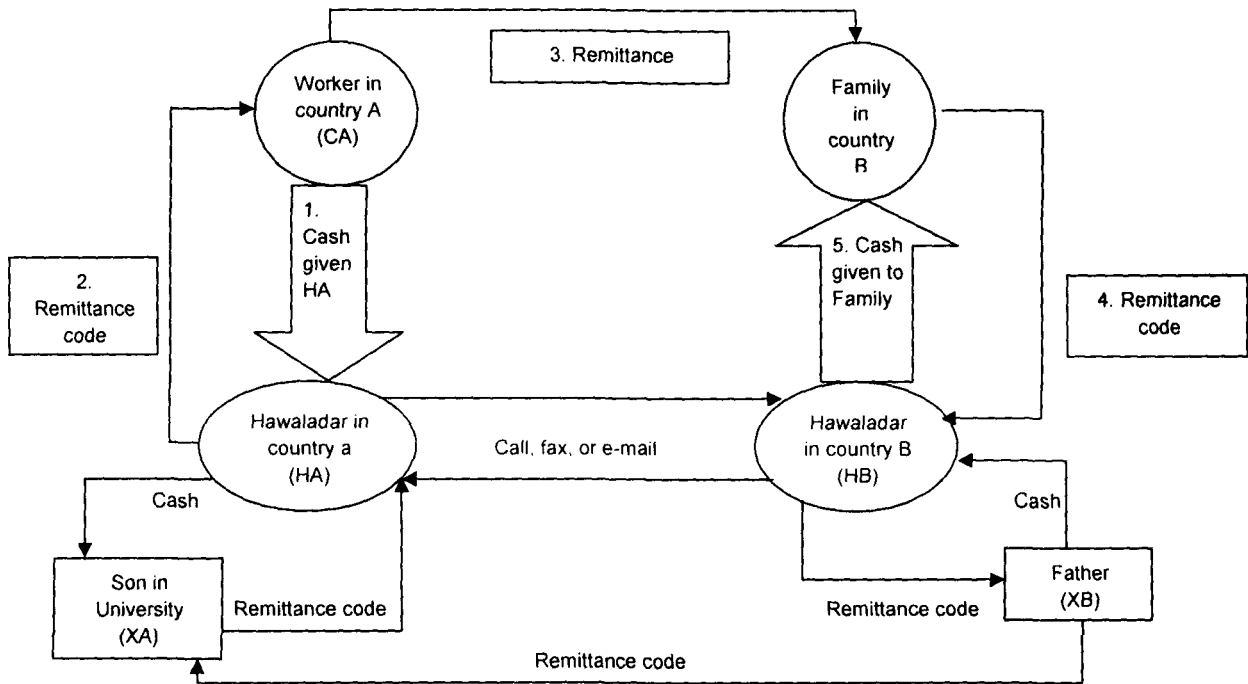 3. Remittance
Worker in
country A
(CA)
Family
in
country
B
1.
Cash
given
HA
5. Cash
given to
Family
2.
Remittance
code
4. Remittance
code
Hawaladar in
country a
(HA)
Call, fax, or e-mail
Hawaladar
in country B
(HB)
Cash
Cash
Son in
University
(XA)
Remittance code
Remittance code
Father
(XB)
Remittance code